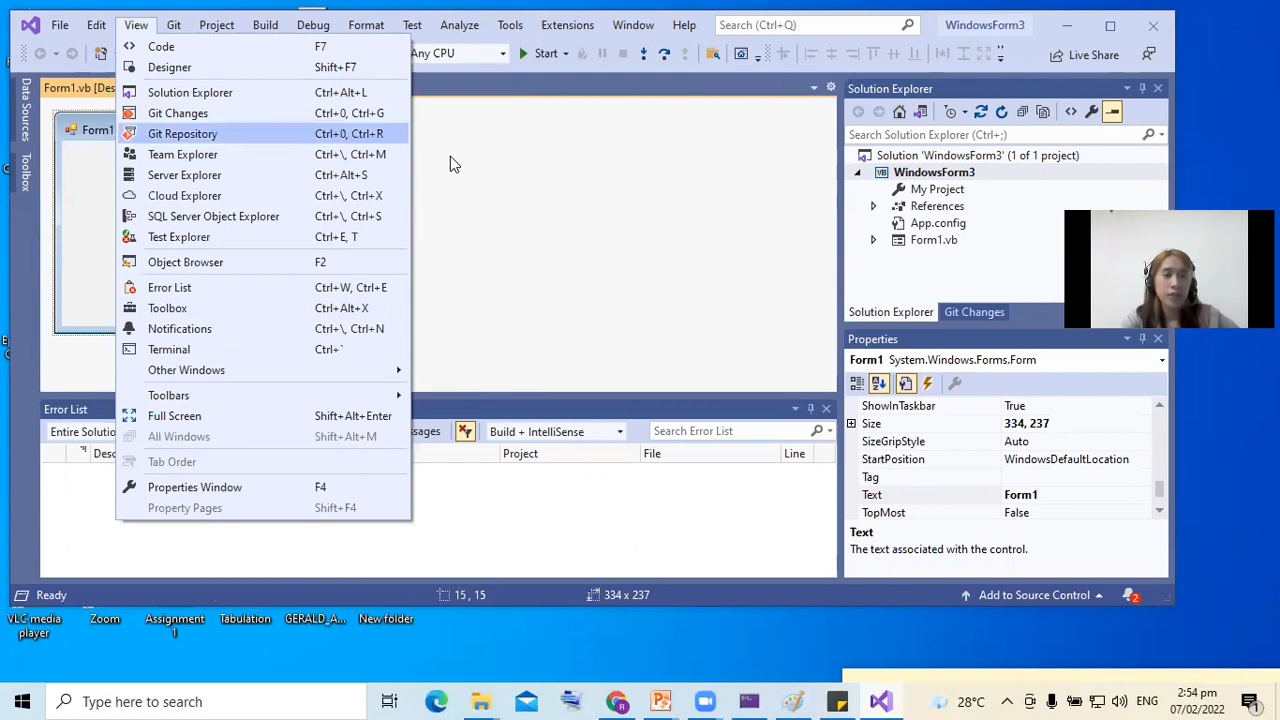 File Edit View Git Project Build Debug Format Test Analyze Tools Extensions Window Help Search (Ctrl+Q) WindowsForm3
Any CPU Start Live Share
Code F7
Designer Shift+F7
Solution Explorer Ctrl+Alt+L
Git Changes Ctrl+0, Ctrl+G
Git Repository Ctrl+0, Ctrl+R
Team Explorer Ctrl+\, Ctrl+M
Server Explorer Ctrl+Alt+S
Cloud Explorer Ctrl+\, Ctrl+X
SQL Server Object Explorer Ctrl+\, Ctrl+S
Test Explorer Ctrl+E, T
Object Browser F2
Error List Ctrl+W, Ctrl+E
Toolbox Ctrl+Alt+X
Notifications Ctrl+\, Ctrl+N
Terminal Ctrl+`
Other Windows
Toolbars
Full Screen Shift+Alt+Enter
All Windows Shift+Alt+M
Tab Order
Properties Window F4
Property Pages Shift+F4
Data Sources
Toolbox
Form1.vb [Des
Form1
Solution Explorer
Search Solution Explorer (Ctrl+;)
Solution 'WindowsForm3' (1 of 1 project)
WindowsForm3
My Project
References
App.config
Form1.vb
Solution Explorer Git Changes
Properties
Form1 System.Windows.Forms.Form
ShowInTaskbar True
Size 334, 237
SizeGripStyle Auto
StartPosition WindowsDefaultLocation
Tag
Text Form1
TopMost False
Text
The text associated with the control.
Error List
Entire Solutio ssages Build + IntelliSense Search Error List
Desc Project File Line
Ready 15, 15 334 x 237 Add to Source Control 2
VLC media player
Zoom
Assignment 1
Tabulation
GERALD_A...
New folder
Type here to search
28°C ENG 2:54 pm
07/02/2022 1